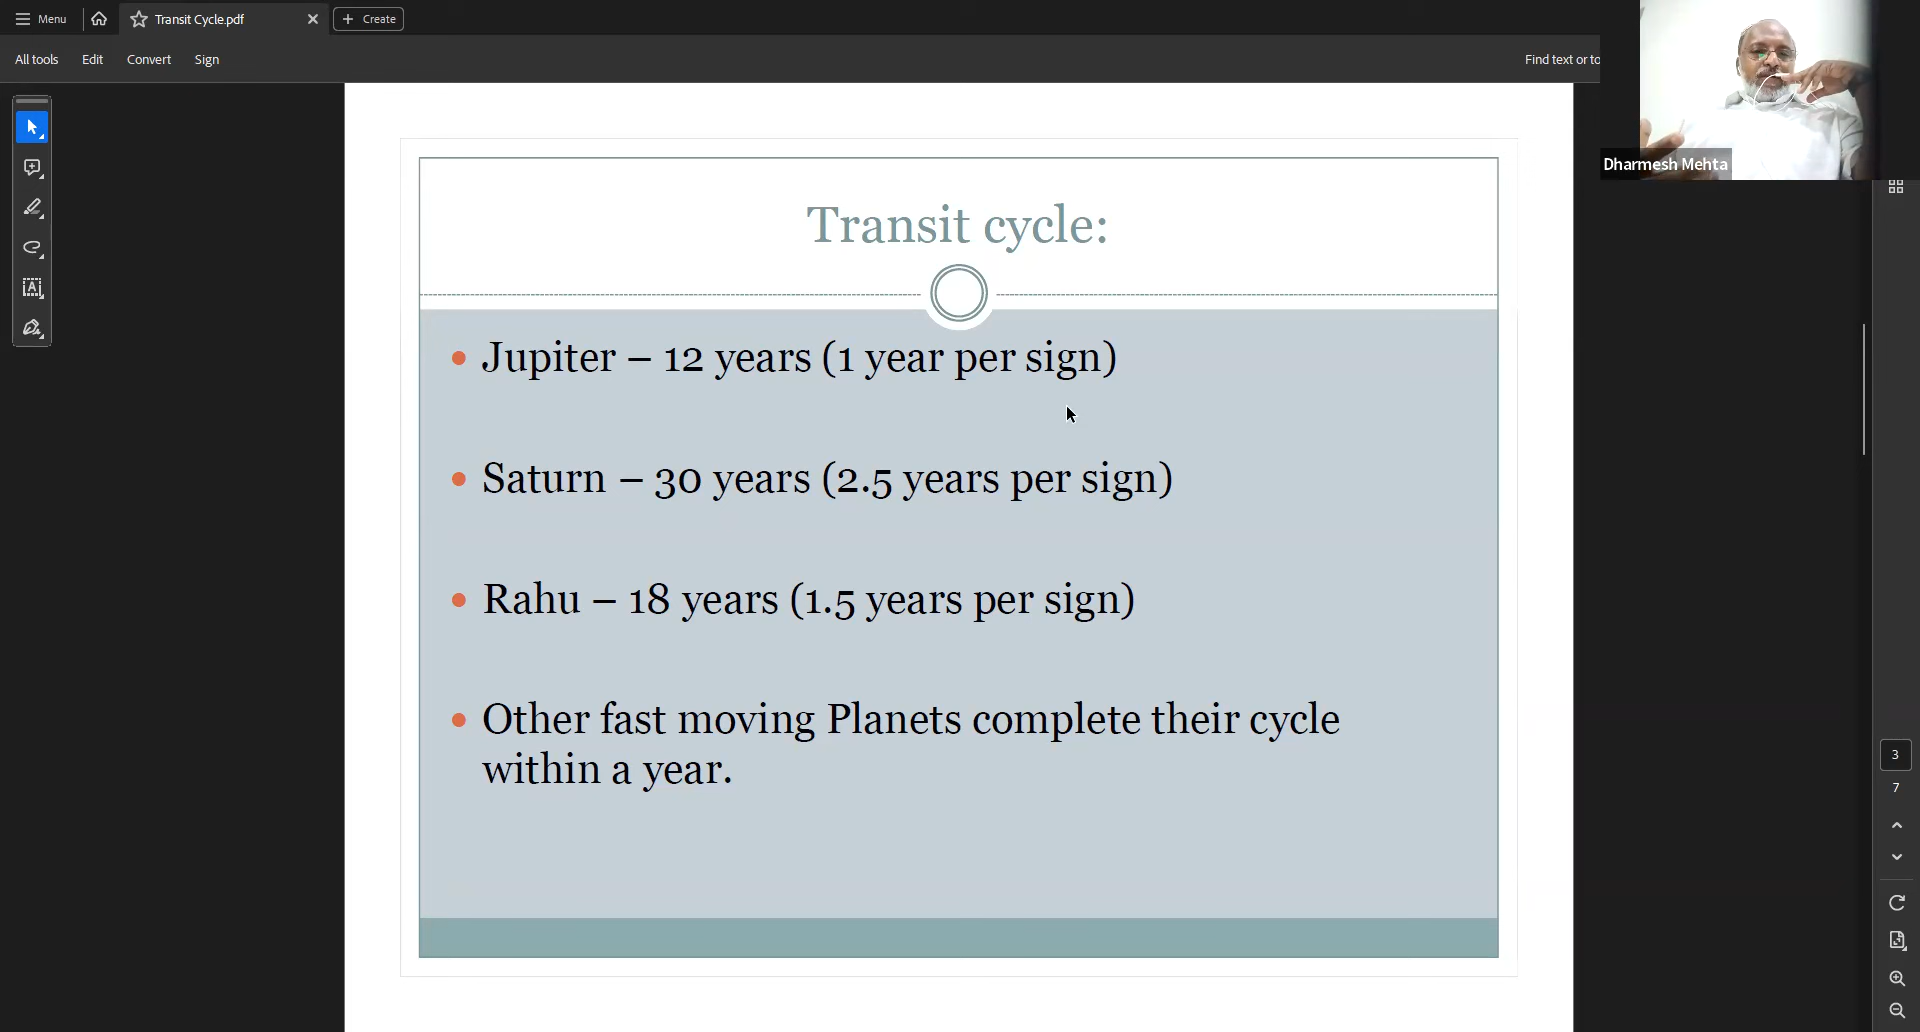 Menu
Transit Cycle.pdf
Create
All tools
Edit
Convert
Sign
Find text or to
Dharmesh Mehta
Transit cycle:
• Jupiter – 12 years (1 year per sign)
• Saturn – 30 years (2.5 years per sign)
• Rahu – 18 years (1.5 years per sign)
• Other fast moving Planets complete their cycle
within a year.
3
7